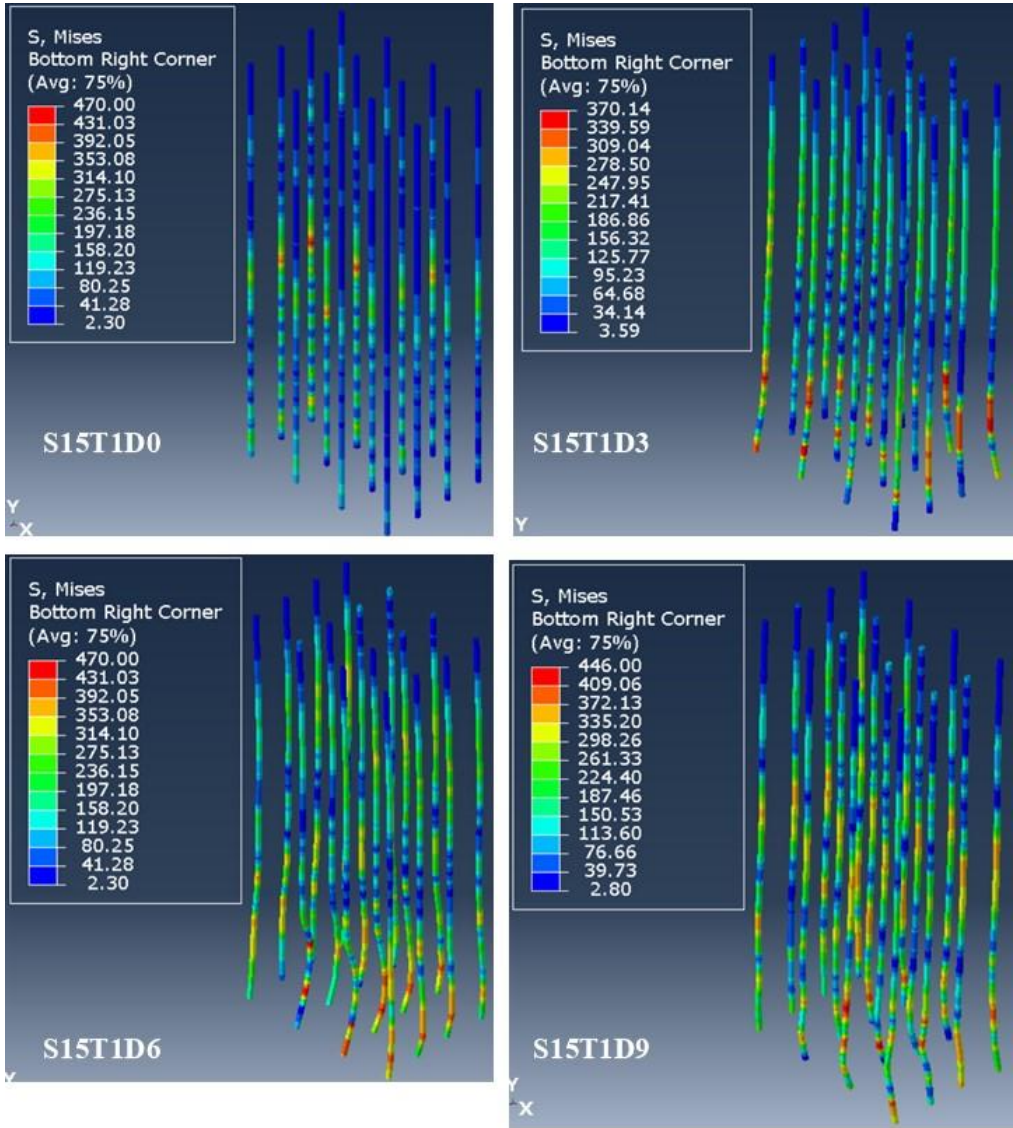 S, Mises
Bottom Right Corner
(Avg: 75%)
470.00
431.03
392.05
353.08
314.10
275.13
236.15
197.18
158.20
119.23
80.25
41.28
2.30
S15T1D0
Y
X
S, Mises
Bottom Right Corner
(Avg: 75%)
370.14
339.59
309.04
278.50
247.95
217.41
186.86
156.32
125.77
95.23
64.68
34.14
3.59
S15T1D3
Y
S, Mises
Bottom Right Corner
(Avg: 75%)
470.00
431.03
392.05
353.08
314.10
275.13
236.15
197.18
158.20
119.23
80.25
41.28
2.30
S15T1D6
Y
S, Mises
Bottom Right Corner
(Avg: 75%)
446.00
409.06
372.13
335.20
298.26
261.33
224.40
187.46
150.53
113.60
76.66
39.73
2.80
S15T1D9
Y
X